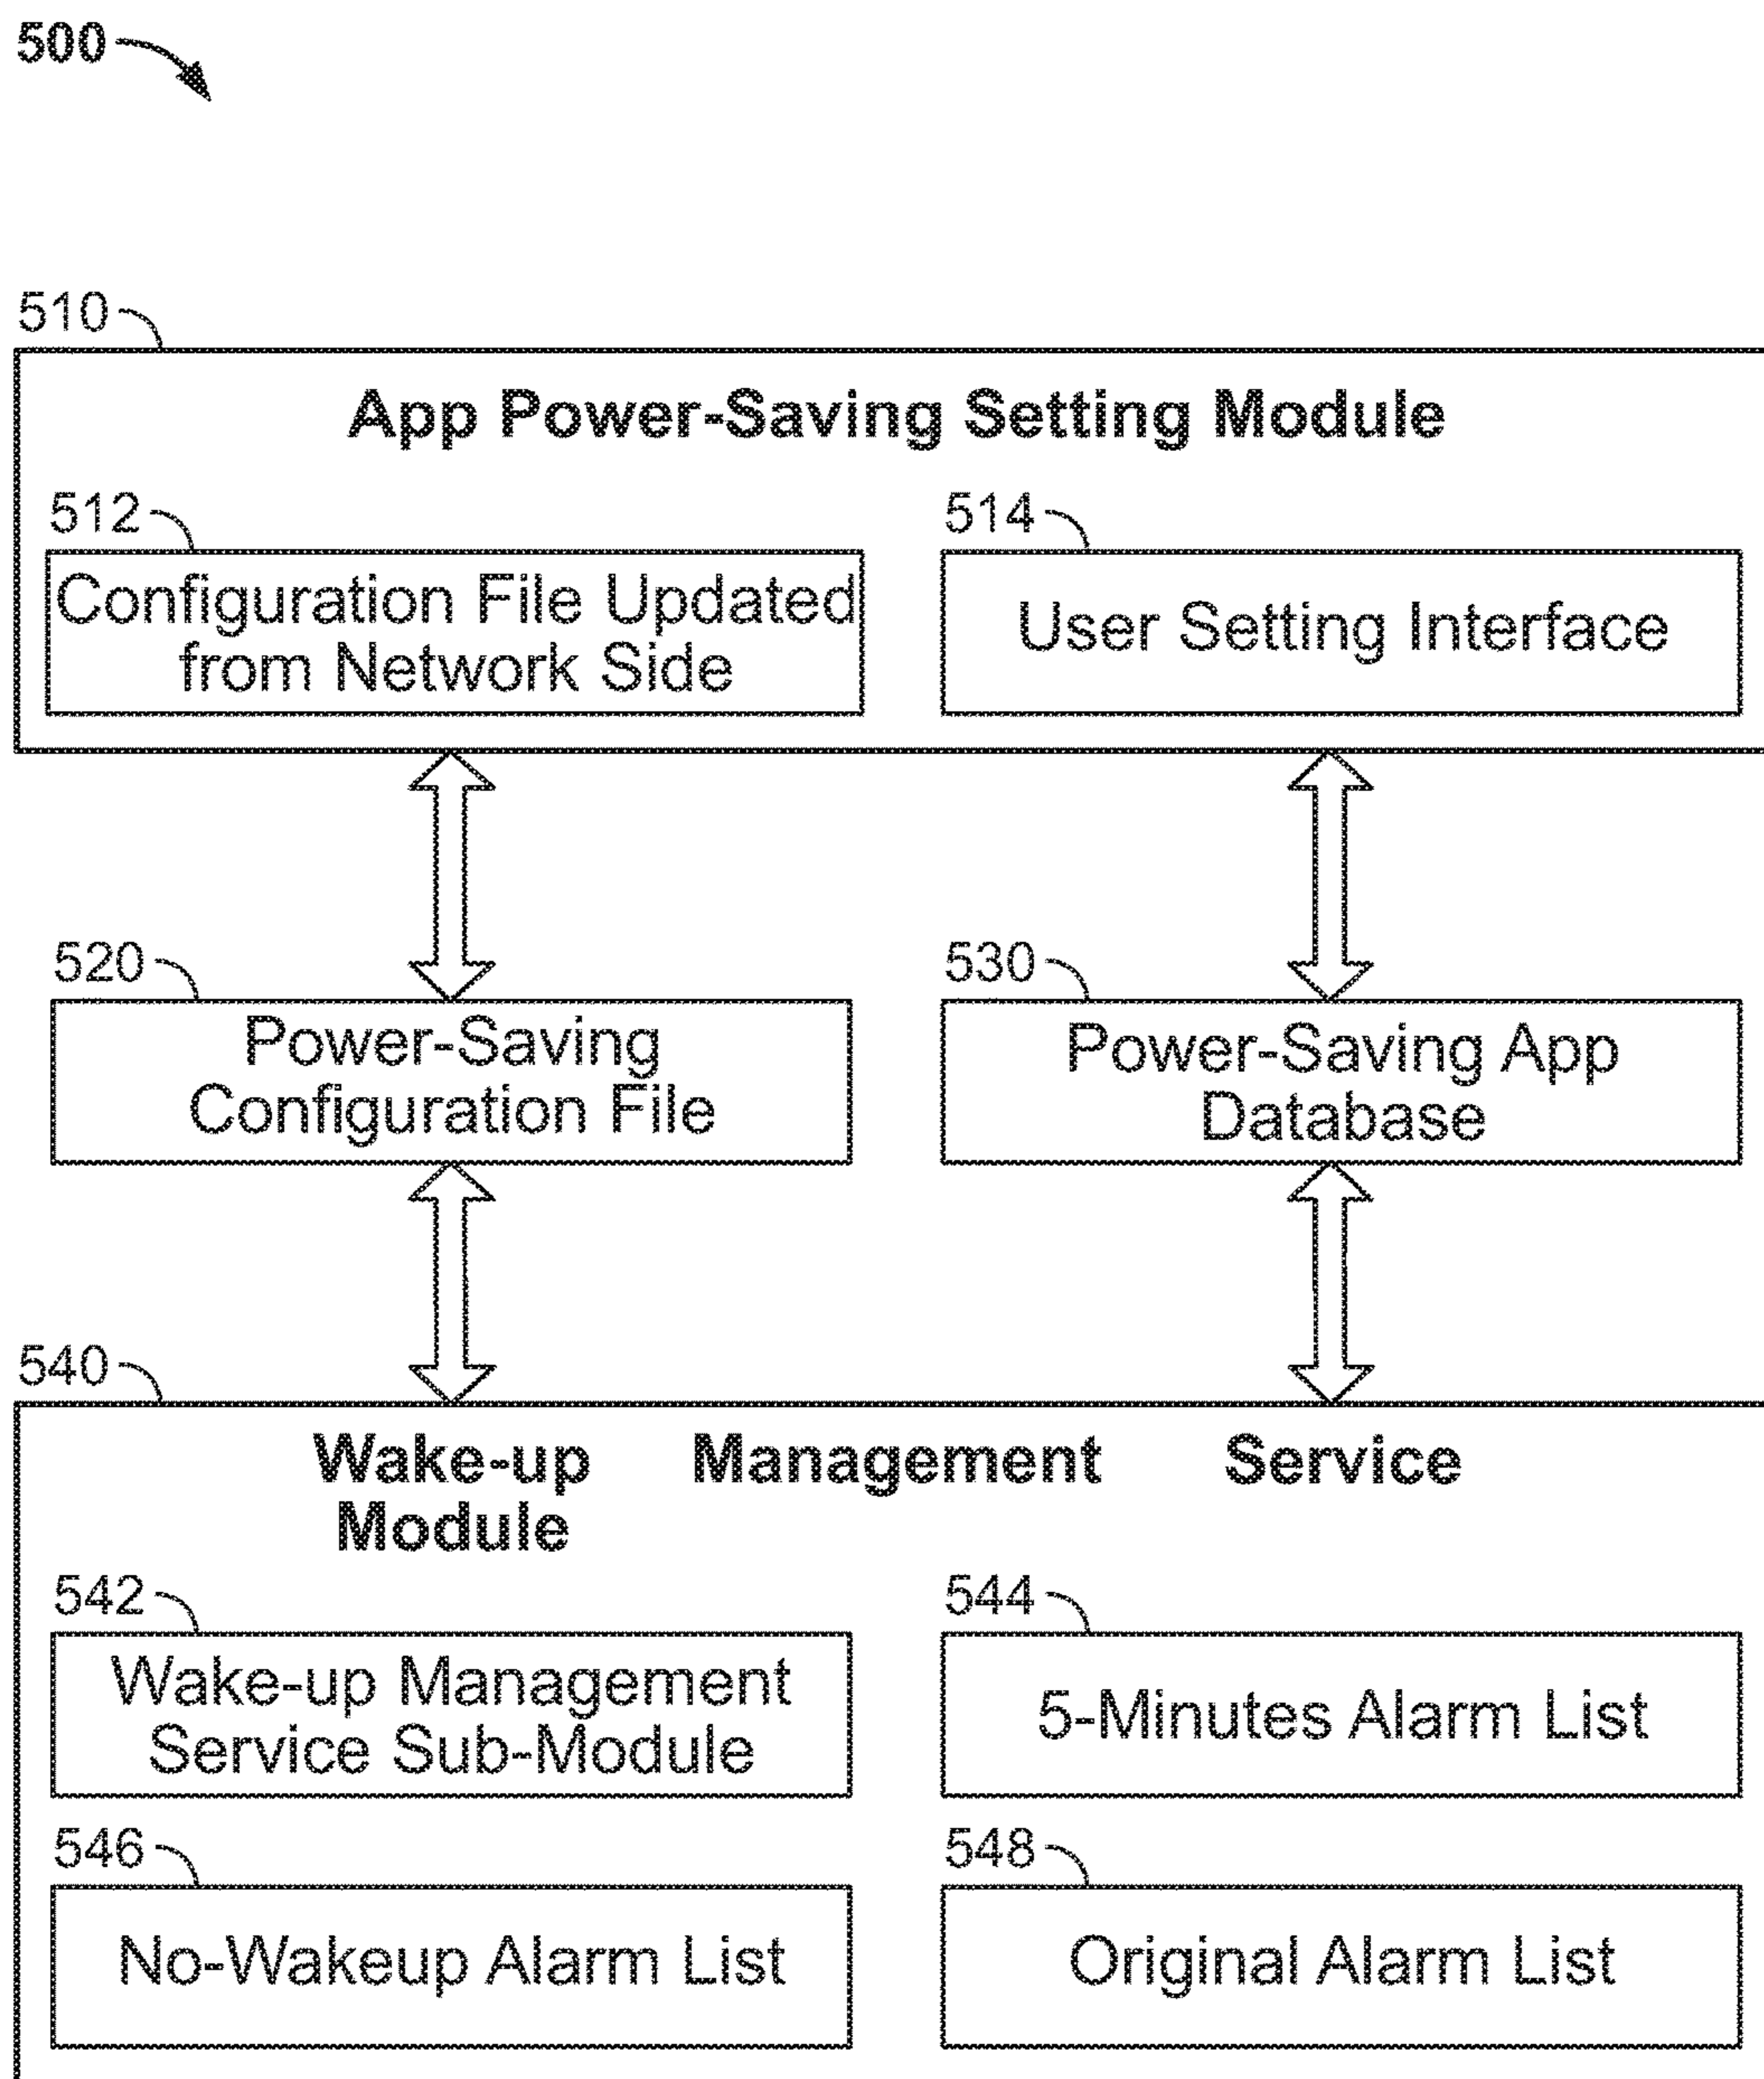 500
510
App Power-Saving Setting Module
512
514
Configuration File Updated
from Network Side
User Setting Interface
520
530
Power-Saving
Configuration File
Power-Saving App
Database
540
Wake-up Management Service
Module
542
544
Wake-up Management
Service Sub-Module
5-Minutes Alarm List
546
548
No-Wakeup Alarm List
Original Alarm List